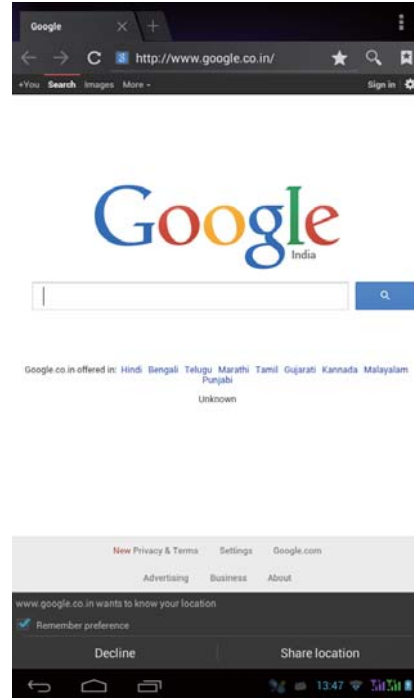 Google
http://www.google.co.in/
+You Search Images More
Sign in
Google
India
Google.co.in offered in: Hindi Bengali Telugu Marathi Tamil Gujarati Kannada Malayalam
Punjabi
Unknown
New Privacy & Terms Settings Google.com
Advertising Business About
www.google.co.in wants to know your location
Remember preference
Decline Share location
13:47